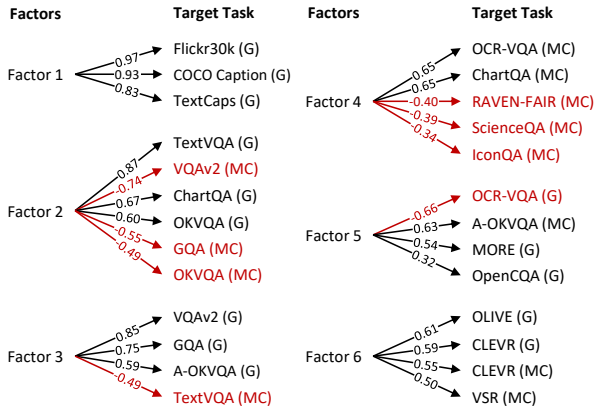 Factors Target Task
Factor 1
0.97 Flickr30k (G)
0.93 COCO Caption (G)
0.83 TextCaps (G)
Factor 2
0.87 TextVQA (G)
-0.74 VQAv2 (MC)
0.67 ChartQA (G)
0.60 OKVQA (G)
-0.55 GQA (MC)
-0.49 OKVQA (MC)
Factor 3
0.85 VQAv2 (G)
0.75 GQA (G)
0.59 A-OKVQA (G)
-0.49 TextVQA (MC)
Factors Target Task
Factor 4
0.65 OCR-VQA (MC)
0.65 ChartQA (MC)
-0.40 RAVEN-FAIR (MC)
-0.39 ScienceQA (MC)
-0.34 IconQA (MC)
Factor 5
-0.66 OCR-VQA (G)
0.63 A-OKVQA (MC)
0.54 MORE (G)
0.32 OpenCQA (G)
Factor 6
0.61 OLIVE (G)
0.59 CLEVR (G)
0.55 CLEVR (MC)
0.50 VSR (MC)